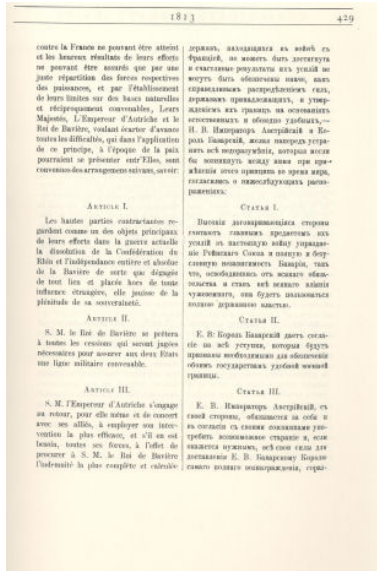 1813
429
contre la France ne pouvant être atteint
et les heureux résultats de leurs efforts
ne pouvant être assurés que par une
juste répartition des forces respectives
des puissances, et par l'établissement
de leurs limites sur des bases naturelles
et réciproquement convenables, Leurs
Majestés, L'Empereur d'Autriche et le
Roi de Bavière, voulant écarter d'avance
toutes les difficultés, qui dans l'application
de ce principe, à l'époque de la paix
pourraient se présenter entr'Elles, sont
convenues des arrangements suivants, savoir:
Article I.
Les hautes parties contractantes re-
gardent comme un des objets principaux
de leurs efforts dans la guerre actuelle
la dissolution de la Confédération du
Rhin et l'indépendance entière et absolue
de la Bavière de sorte que dégagée
de tout lien et placée hors de toute
influence étrangère, elle jouisse de la
plénitude de sa souveraineté.
Article II.
S. M. le Roi de Bavière se prêtera
à toutes les cessions qui seront jugées
nécessaires pour assurer aux deux Etats
une ligne militaire convenable.
Article III.
S. M. l'Empereur d'Autriche s'engage
au retour, pour elle même et de concert
avec ses alliés, à employer son inter-
vention la plus efficace, et s'il en est
besoin, toutes ses forces, à l'effet de
procurer à S. M. le Roi de Bavière
l'indemnité la plus complète et calculée
державъ, находящихся въ войнѣ съ
Франціей, не можетъ быть достигнута
и счастливые результаты ихъ усилій не
могутъ быть обезпечены иначе, какъ
справедливымъ распредѣленіемъ силъ,
державамъ принадлежащихъ, и утвер-
жденіемъ ихъ границъ на основаніяхъ
естественныхъ и обоюдно удобныхъ,—
И. В. Императоръ Австрійскій и Ко-
роль Баварскій, желая напередъ устра-
нить всѣ недоразумѣнія, которыя могли
бы возникнуть между ними при при-
мѣненіи этого принципа во время мира,
согласились о нижеслѣдующихъ распо-
ряженіяхъ:
Статья I.
Высокія договаривающіяся стороны
считаютъ главнымъ предметомъ ихъ
усилій въ настоящую войну упраздне-
ніе Рейнскаго Союза и полную и безу-
словную независимость Баваріи, такъ
что, освободившись отъ всякаго обяза-
тельства и ставъ внѣ всякаго вліянія
чужеземнаго, она будетъ пользоваться
полною державною властью.
Статья II.
Е. В. Король Баварскій даетъ согла-
сіе на всѣ уступки, которыя будутъ
признаны необходимыми для обезпеченія
обоимъ государствамъ удобной военной
границы.
Статья III.
Е. В. Императоръ Австрійскій, съ
своей стороны, обязывается за себя и
въ согласіи съ своими союзниками упо-
требить всевозможное стараніе и, если
окажется нужнымъ, всѣ свои силы для
доставленія Е. В. Баварскому Королю
самаго полнаго вознагражденія, сораз-